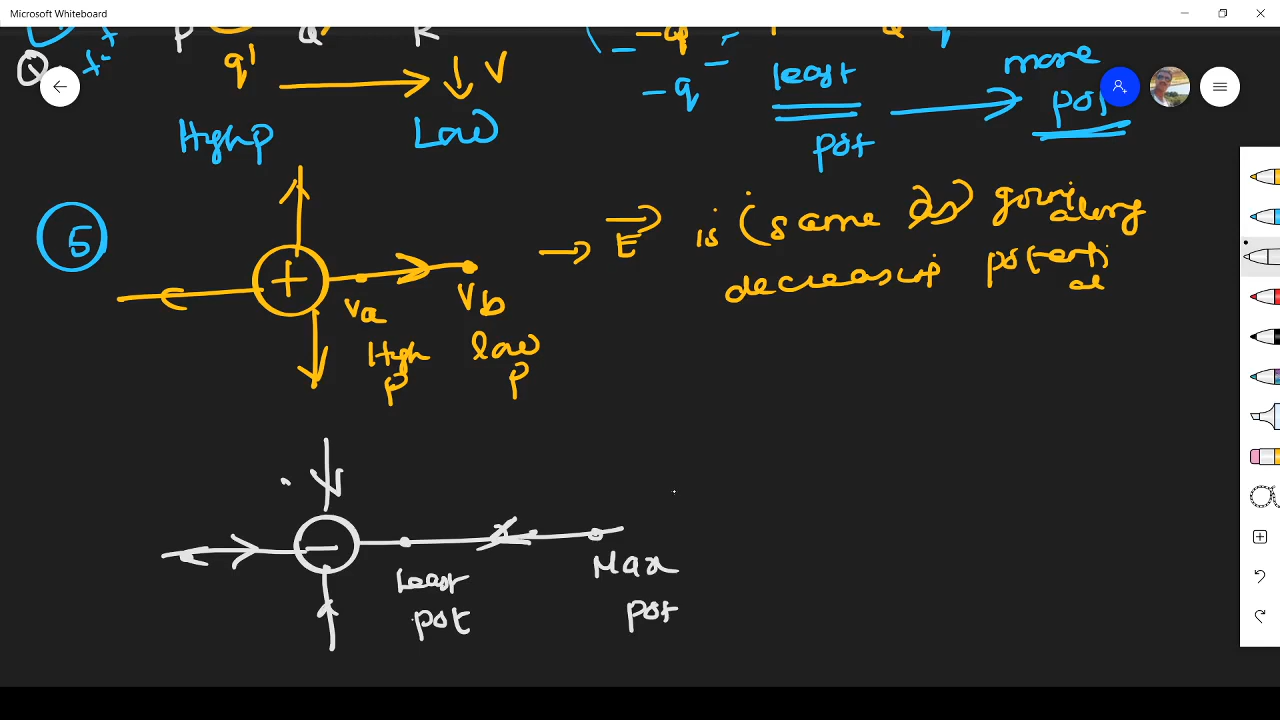 Microsoft Whiteboard
P Q R
q' V
High P Low
-q
-q
least
pot
more
pot
5
+
Va
High
P
Vb
low
P
→ E is (same as) going along
decreasing potential
Least
pot
Max
pot